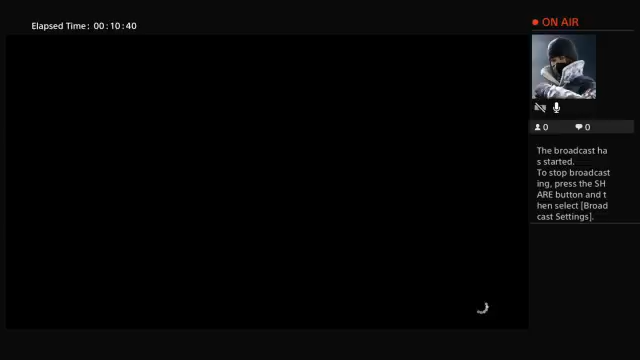 Elapsed Time: 00:10:40
ON AIR
0 0
The broadcast ha
s started.
To stop broadcast
ing, press the SH
ARE button and t
hen select [Broad
cast Settings].